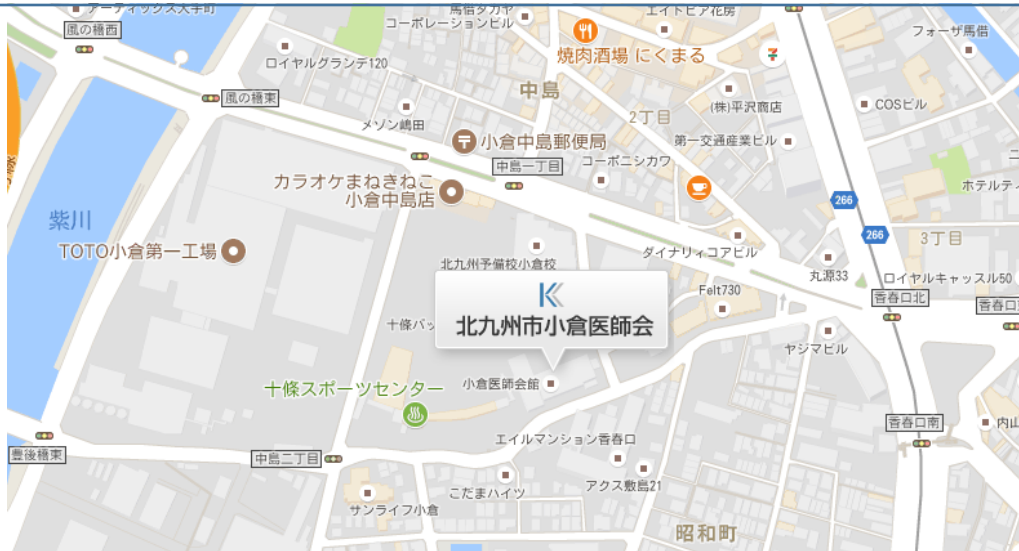 アーティックス大手町
馬借タカヤ
コーポレーションビル
エイトピア花房
フォーザ馬借
風の橋西
焼肉酒場 にくまる
ロイヤルグランデ120
中島
風の橋東
(株)平沢商店
COSビル
メゾン嶋田
2丁目
小倉中島郵便局
第一交通産業ビル
中島一丁目
コーポニシカワ
カラオケまねきねこ
小倉中島店
ホテルティ
266
紫川
266
3丁目
TOTO小倉第一工場
ダイナリィコアビル
北九州予備校小倉校
丸源33
ロイヤルキャッスル50
Felt730
香春口北
香春口
北九州市小倉医師会
十條バッ
ヤジマビル
小倉医師会館
十條スポーツセンター
香春口南
内山
エイルマンション香春口
豊後橋東
中島二丁目
アクス敷島21
こだまハイツ
サンライフ小倉
昭和町